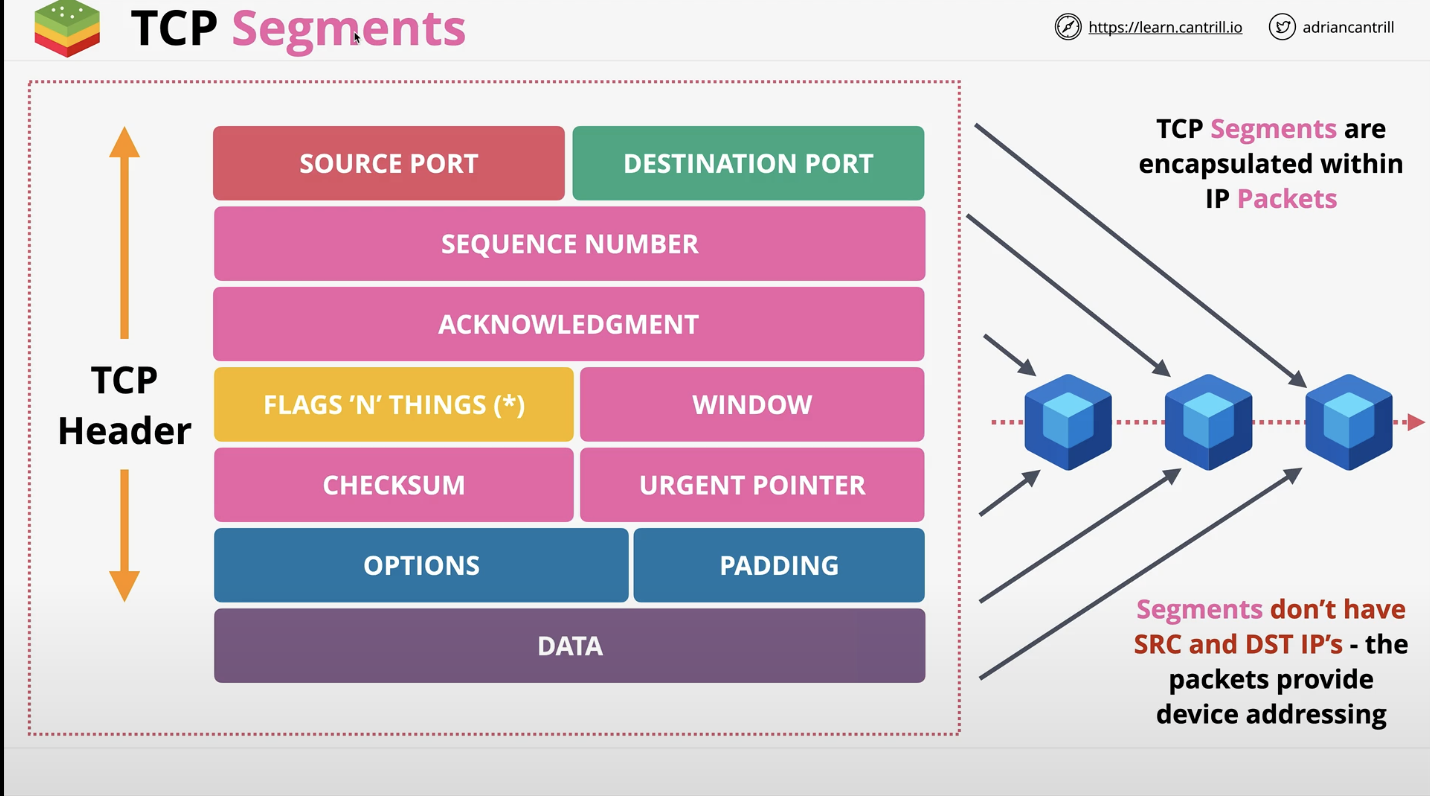 TCP Segments
https://learn.cantrill.io
adriancantrill
SOURCE PORT
DESTINATION PORT
SEQUENCE NUMBER
ACKNOWLEDGMENT
FLAGS ’N’ THINGS (*)
WINDOW
CHECKSUM
URGENT POINTER
OPTIONS
PADDING
DATA
TCP
Header
TCP Segments are
encapsulated within
IP Packets
Segments don’t have
SRC and DST IP’s - the
packets provide
device addressing